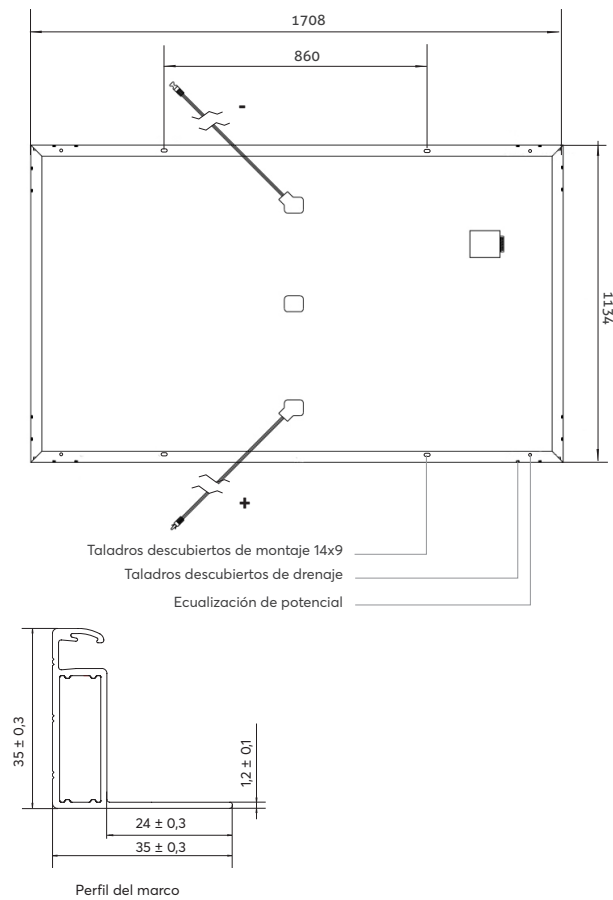 1708
860
-
1134
+
Taladros descubiertos de montaje 14x9
Taladros descubiertos de drenaje
Ecualización de potencial
35 ± 0,3
1,2 ± 0,1
24 ± 0,3
35 ± 0,3
Perfil del marco